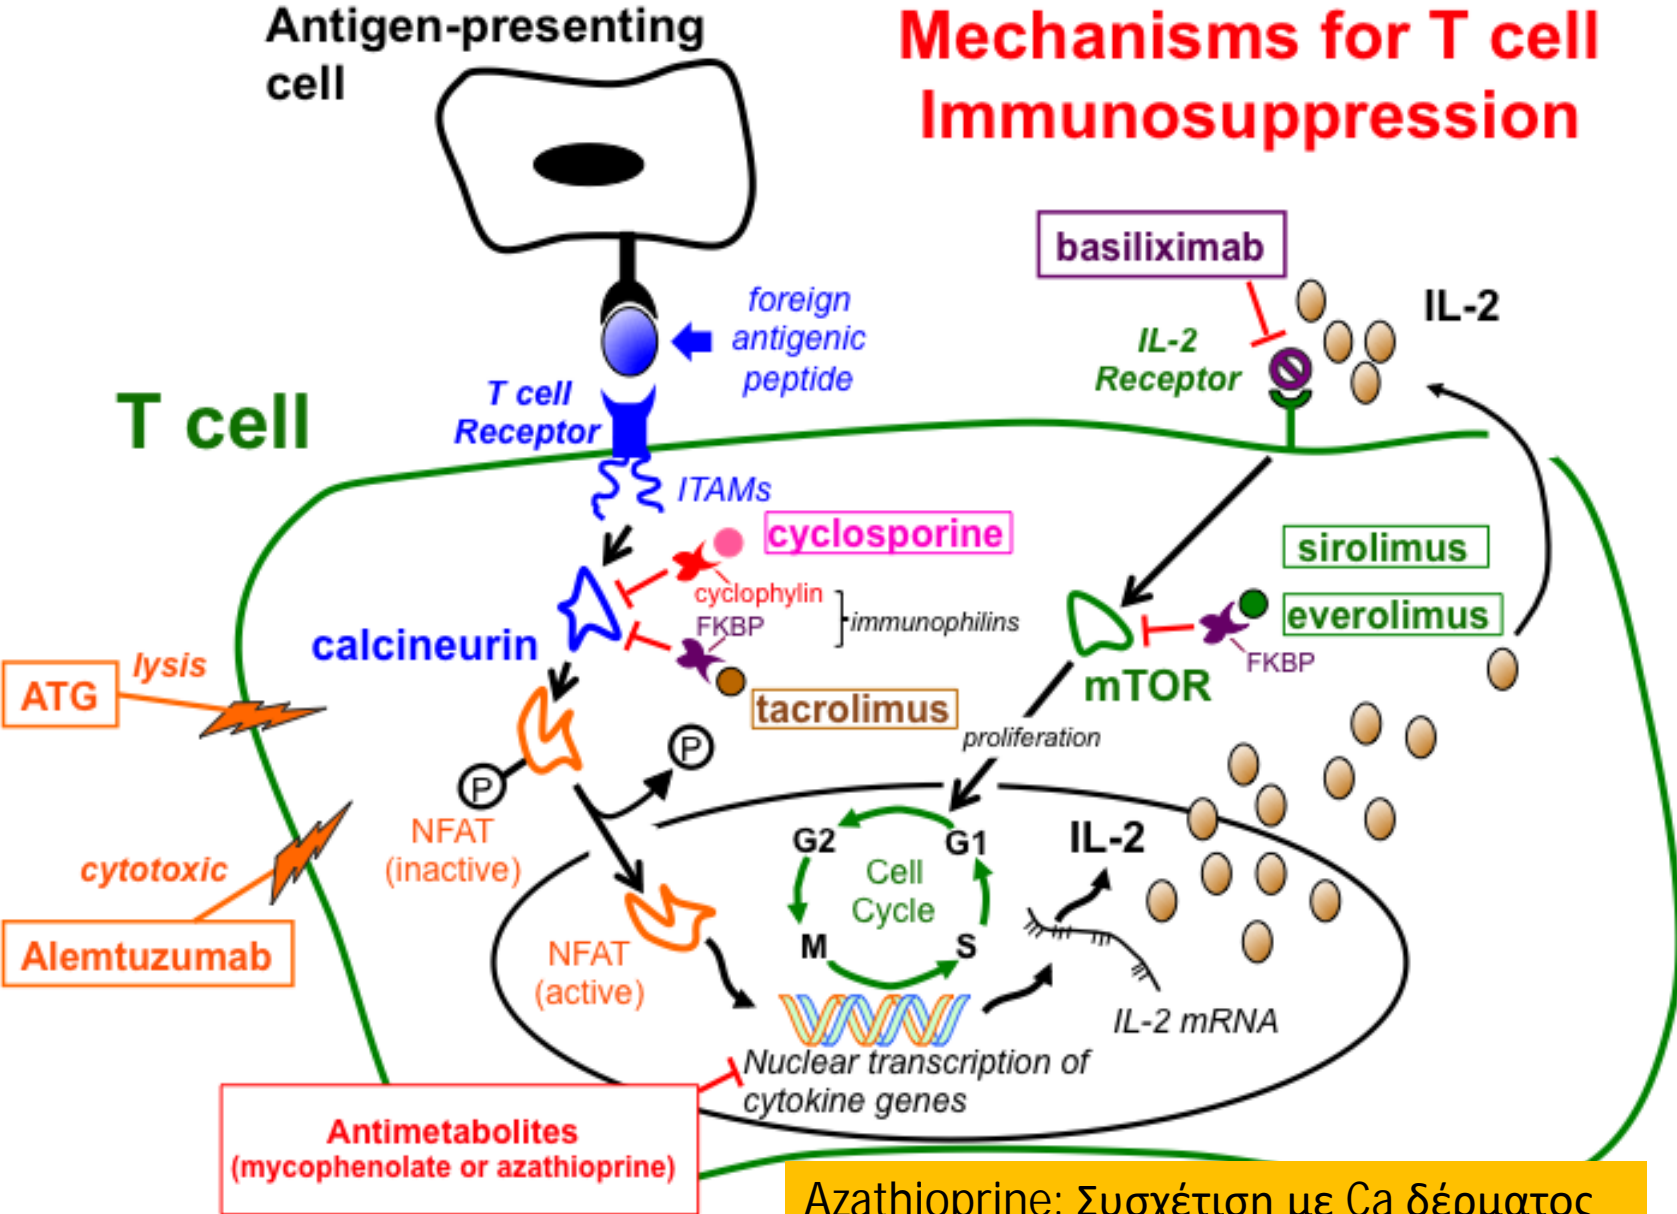 Antigen-presenting
cell
Mechanisms for T cell
Immunosuppression
basiliximab
IL-2
foreign
antigenic
peptide
IL-2
Receptor
T cell
T cell
Receptor
ITAMs
cyclosporine
cyclophylin
FKBP
immunophilins
calcineurin
tacrolimus
sirolimus
everolimus
FKBP
mTOR
proliferation
lysis
ATG
P
P
NFAT
(inactive)
cytotoxic
Alemtuzumab
G2
G1
Cell
Cycle
M
S
IL-2
NFAT
(active)
IL-2 mRNA
Nuclear transcription of
cytokine genes
Antimetabolites
(mycophenolate or azathioprine)
Azathioprine: Συσχέτιση με Ca δέρματος